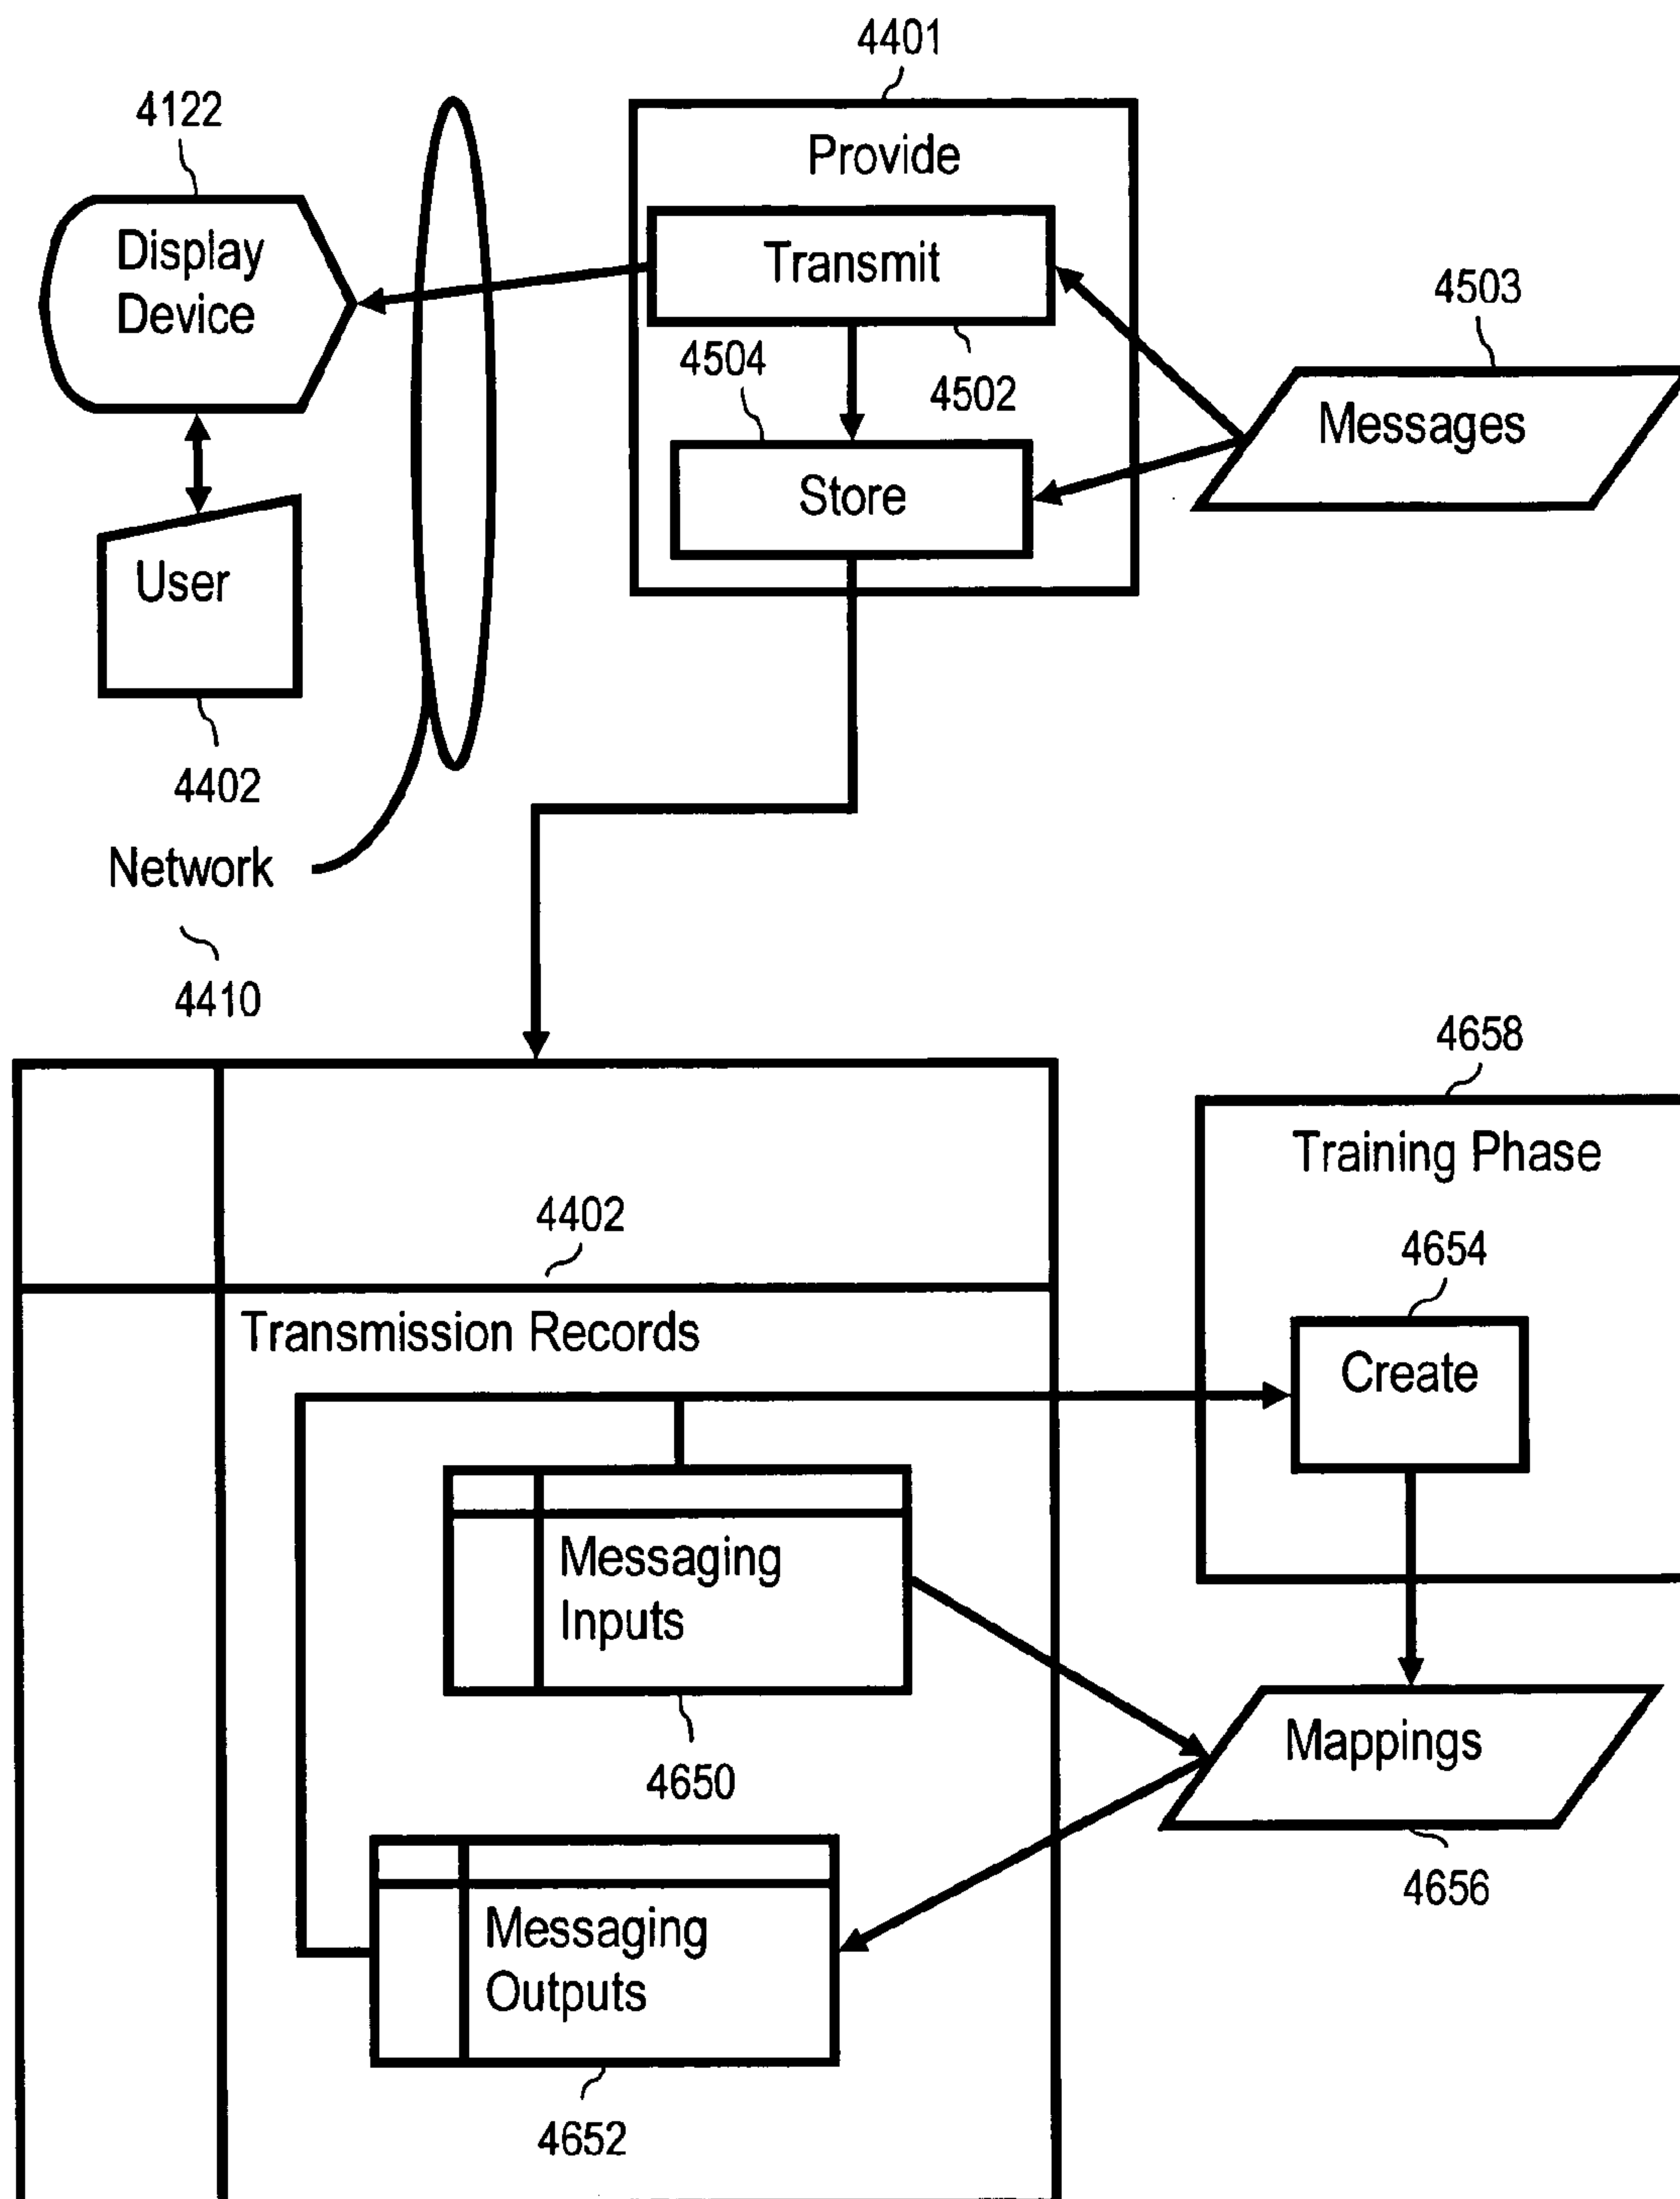 4401
4122
Provide
Display
Device
Transmit
4503
4504
4502
Messages
Store
User
4402
Network
4410
4658
Training Phase
4402
4654
Transmission Records
Create
Messaging
Inputs
4650
Mappings
4656
Messaging
Outputs
4652